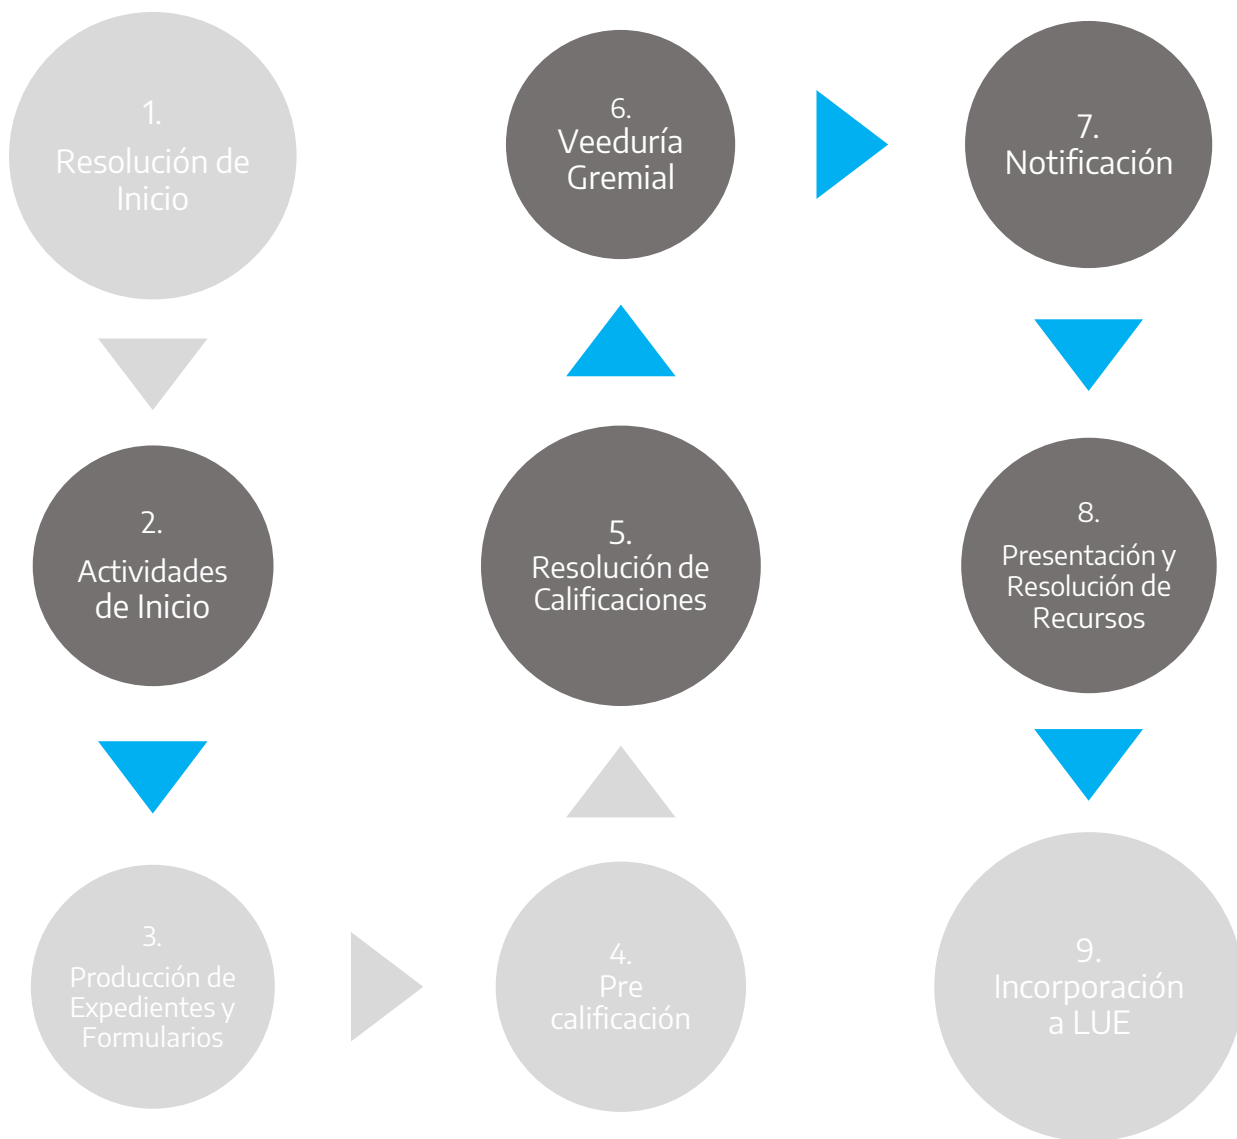 1.
Resolución de
Inicio
2.
Actividades
de Inicio
3.
Producción de
Expedientes y
Formularios
4.
Pre
calificación
5.
Resolución de
Calificaciones
6.
Veeduría
Gremial
7.
Notificación
8.
Presentación y
Resolución de
Recursos
9.
Incorporación
a LUE